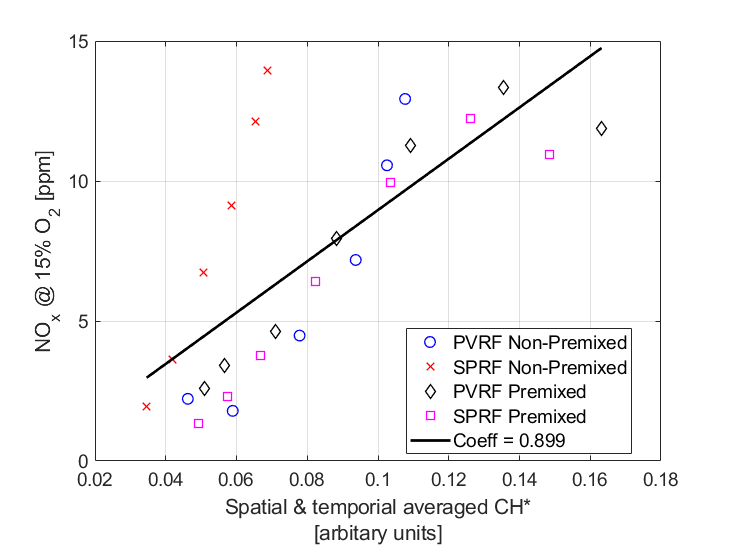 15
10
5
0
NOx @ 15% O2 [ppm]
PVRF Non-Premixed
SPRF Non-Premixed
PVRF Premixed
SPRF Premixed
Coeff = 0.899
0.02 0.04 0.06 0.08 0.1 0.12 0.14 0.16 0.18
Spatial & temporial averaged CH*
[arbitary units]